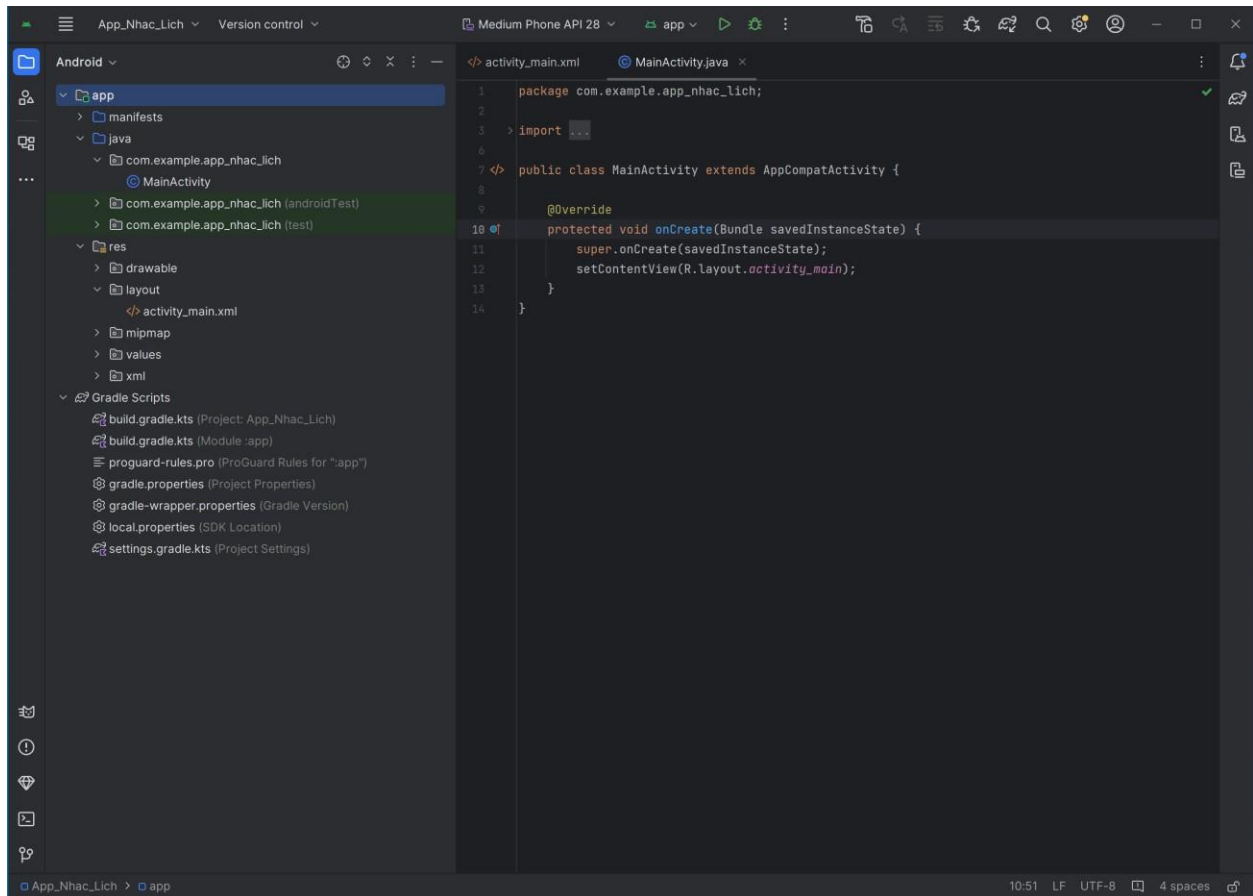 App_Nhac_Lich Version control Medium Phone API 28 app
Android
app
manifests
java
com.example.app_nhac_lich
MainActivity
com.example.app_nhac_lich (androidTest)
com.example.app_nhac_lich (test)
res
drawable
layout
activity_main.xml
mipmap
values
xml
Gradle Scripts
build.gradle.kts (Project: App_Nhac_Lich)
build.gradle.kts (Module :app)
proguard-rules.pro (ProGuard Rules for ":app")
gradle.properties (Project Properties)
gradle-wrapper.properties (Gradle Version)
local.properties (SDK Location)
settings.gradle.kts (Project Settings)
activity_main.xml MainActivity.java
1 package com.example.app_nhac_lich;
2
3 import ...
6
7 public class MainActivity extends AppCompatActivity {
8
9 @Override
10 protected void onCreate(Bundle savedInstanceState) {
11 super.onCreate(savedInstanceState);
12 setContentView(R.layout.activity_main);
13 }
14 }
App_Nhac_Lich > app 10:51 LF UTF-8 4 spaces